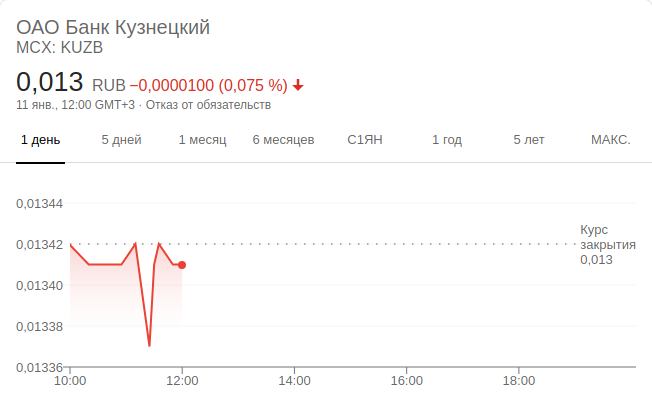 ОАО Банк Кузнецкий
MCX: KUZB
0,013 RUB −0,0000100 (0,075 %)
11 янв., 12:00 GMT+3 · Отказ от обязательств
1 день 5 дней 1 месяц 6 месяцев С1ЯН 1 год 5 лет МАКС.
0,01344
Курс
0,01342 закрытия
0,013
0,01340
0,01338
0,01336
10:00 12:00 14:00 16:00 18:00